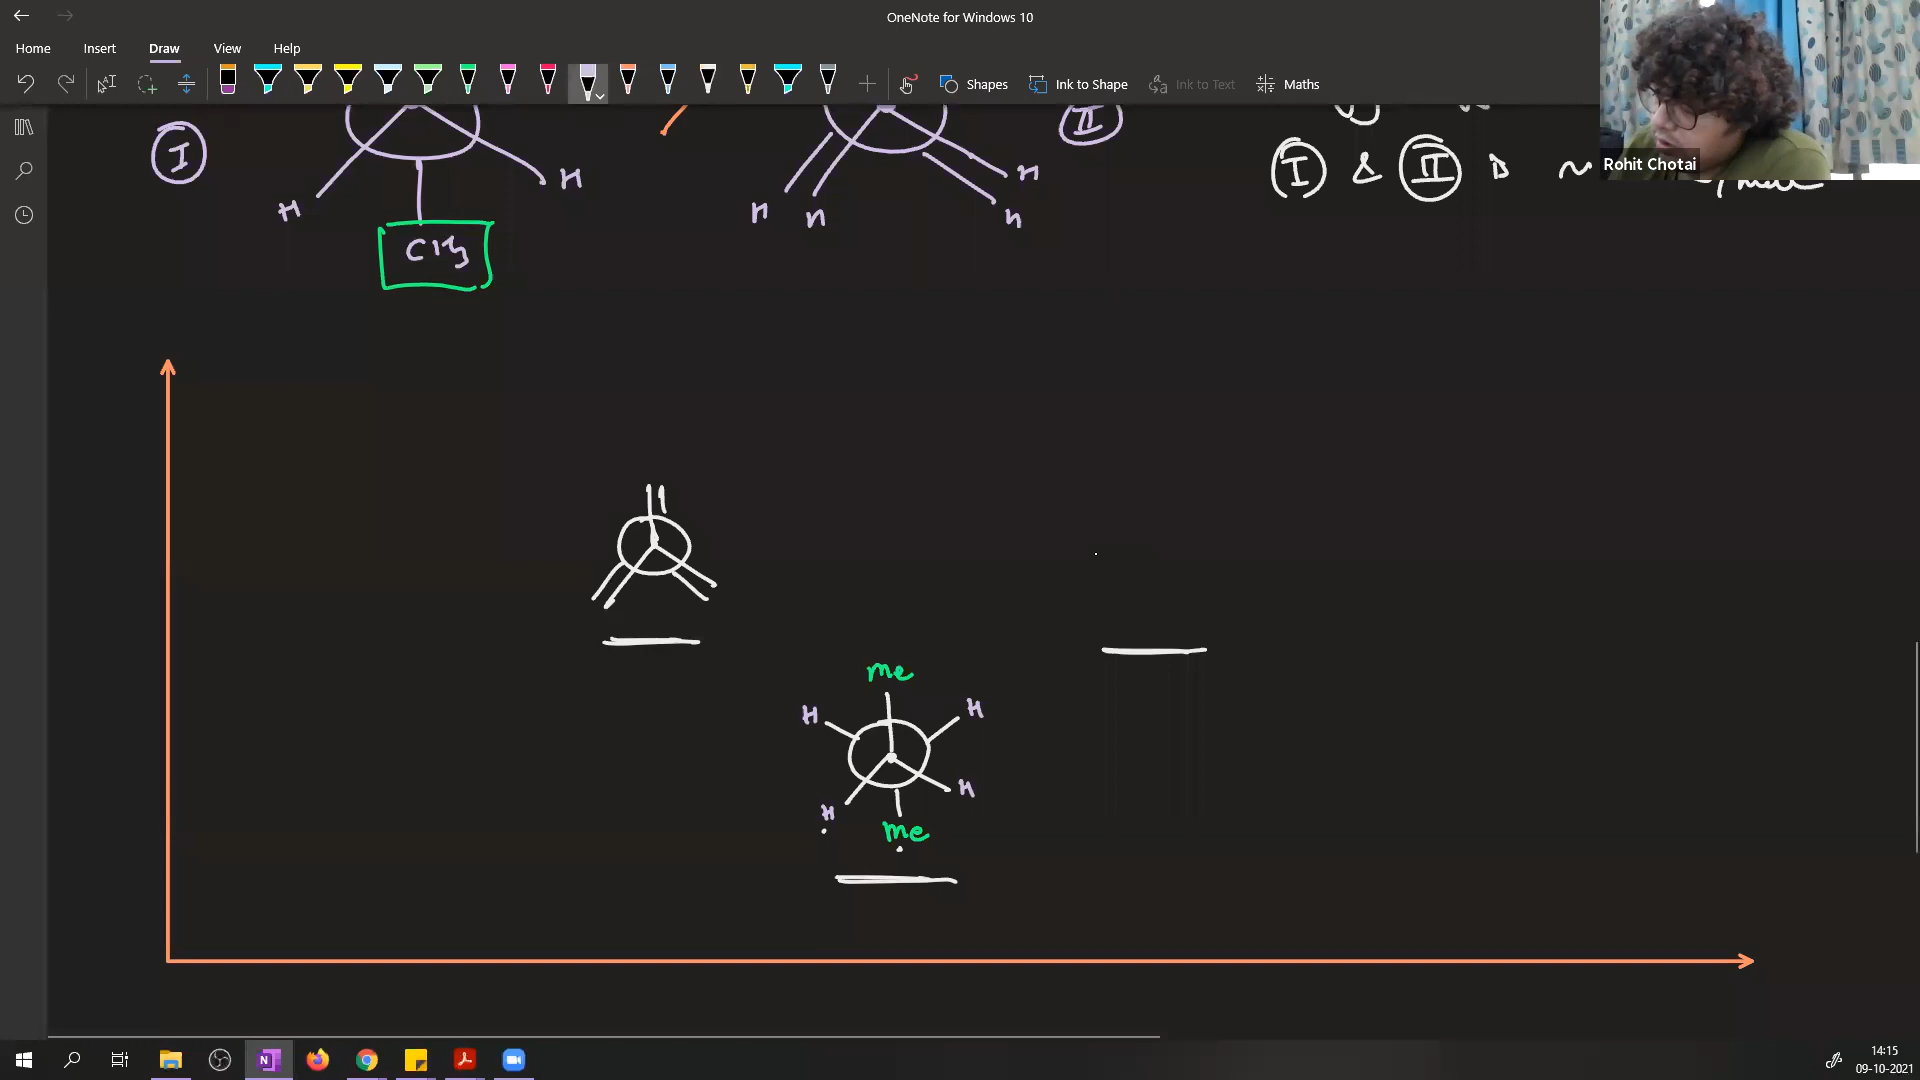 OneNote for Windows 10
Home Insert Draw View Help
Shapes Ink to Shape Ink to Text Maths
Rohit Chotai
I
II
I & II
H
H
CH3
H
H
H
H
me
H
H
H
H
me
14:15
09-10-2021